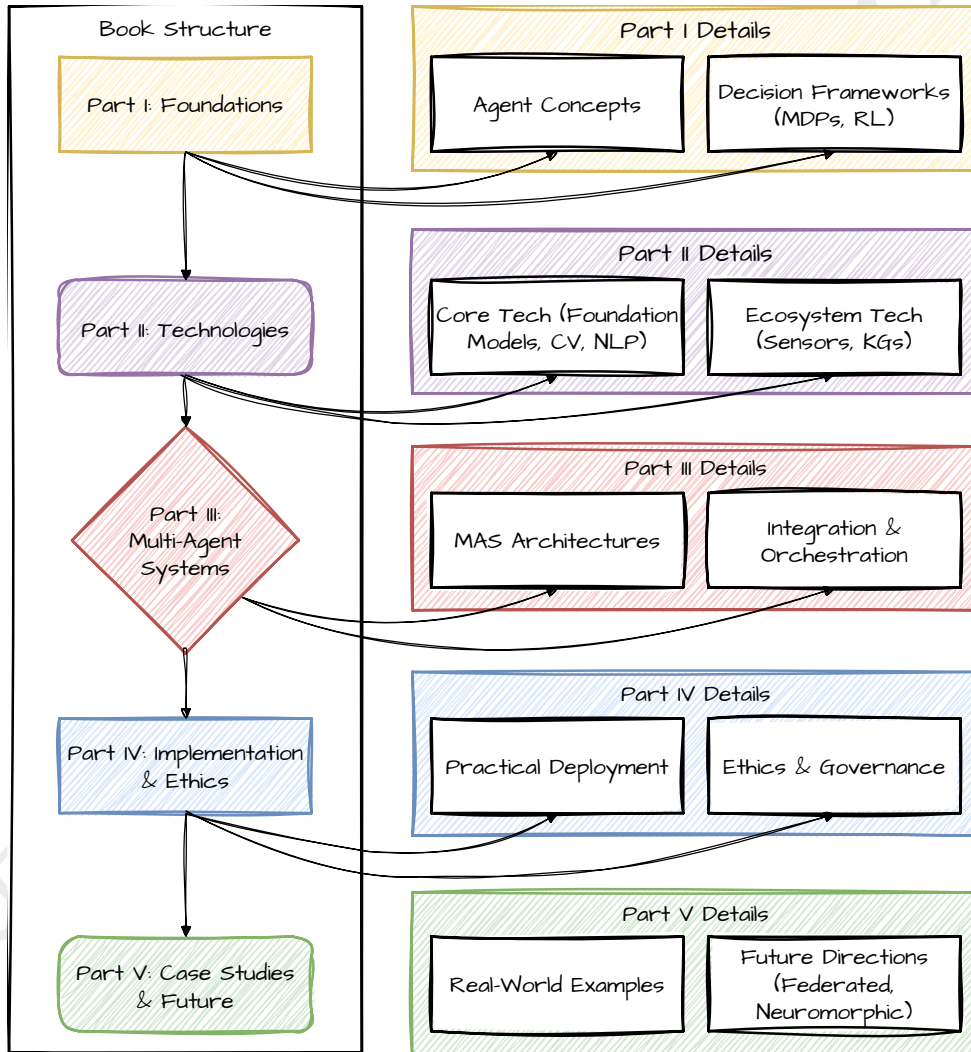 Book Structure
Part I: Foundations
Part II: Technologies
Part III:
Multi-Agent
Systems
Part IV: Implementation
& Ethics
Part V: Case Studies
& Future
Part I Details
Agent Concepts
Decision Frameworks
(MDPs, RL)
Part II Details
Core Tech (Foundation
Models, CV, NLP)
Ecosystem Tech
(Sensors, KGs)
Part III Details
MAS Architectures
Integration &
Orchestration
Part IV Details
Practical Deployment
Ethics & Governance
Part V Details
Real-World Examples
Future Directions
(Federated,
Neuromorphic)